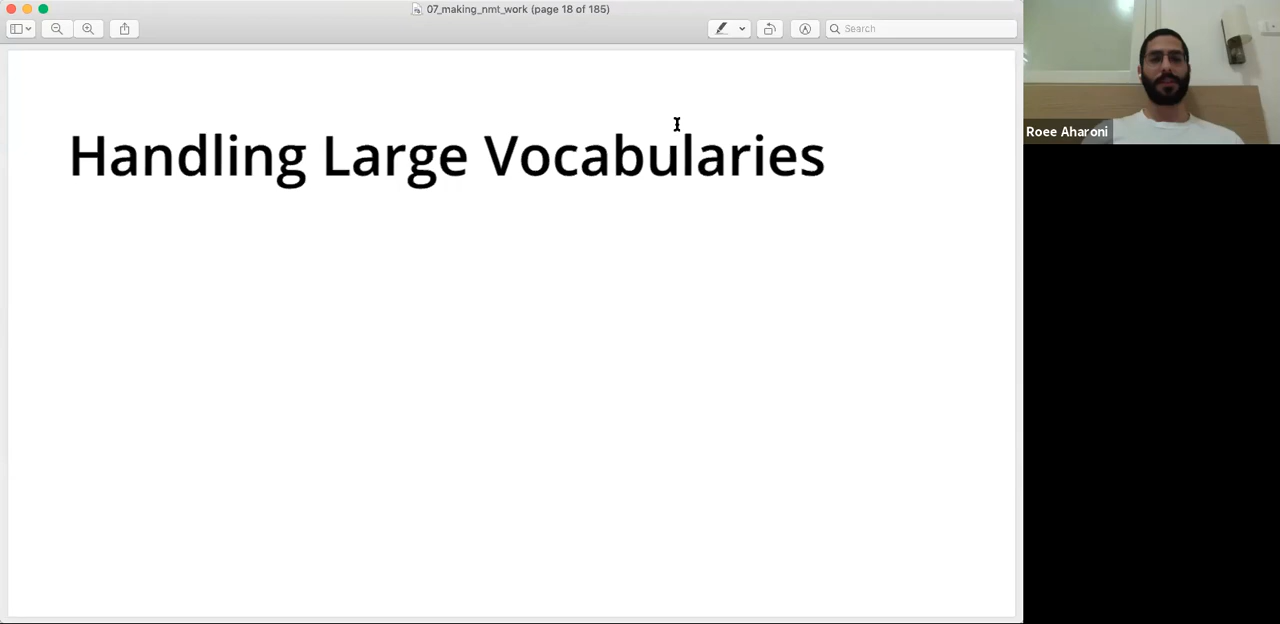 07_making_nmt_work (page 18 of 185)
Search
Handling Large Vocabularies
Roee Aharoni